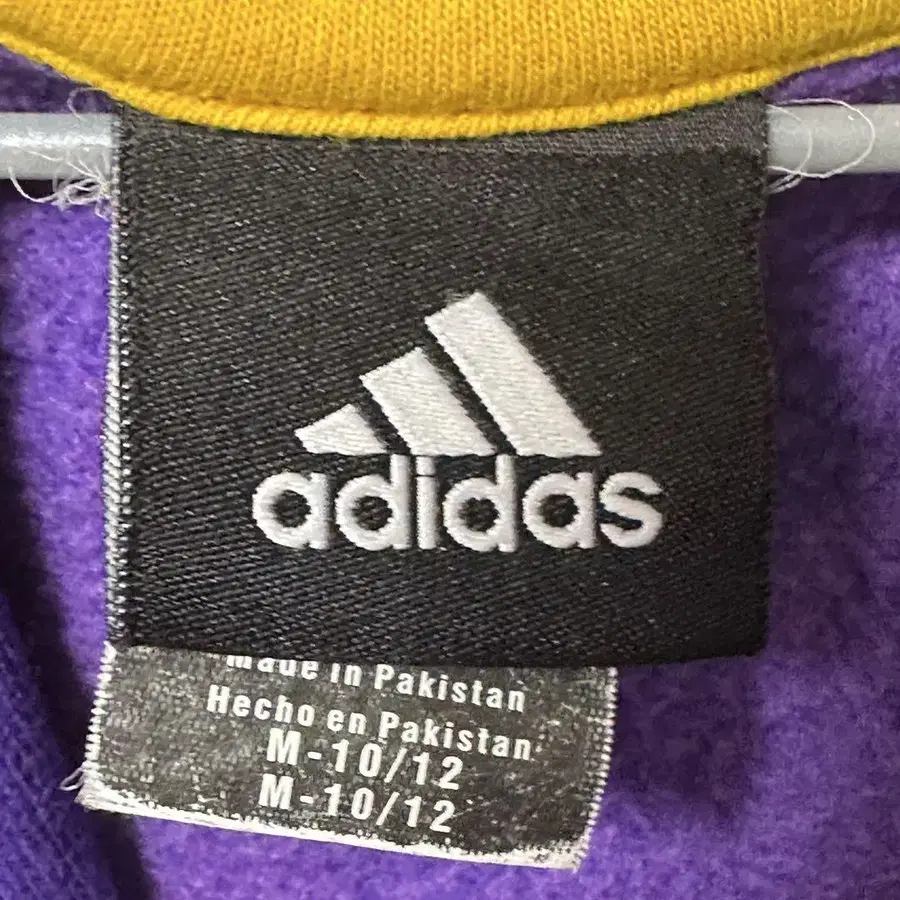 adidas
Made in Pakistan
Hecho en Pakistan
M-10/12
M-10/12